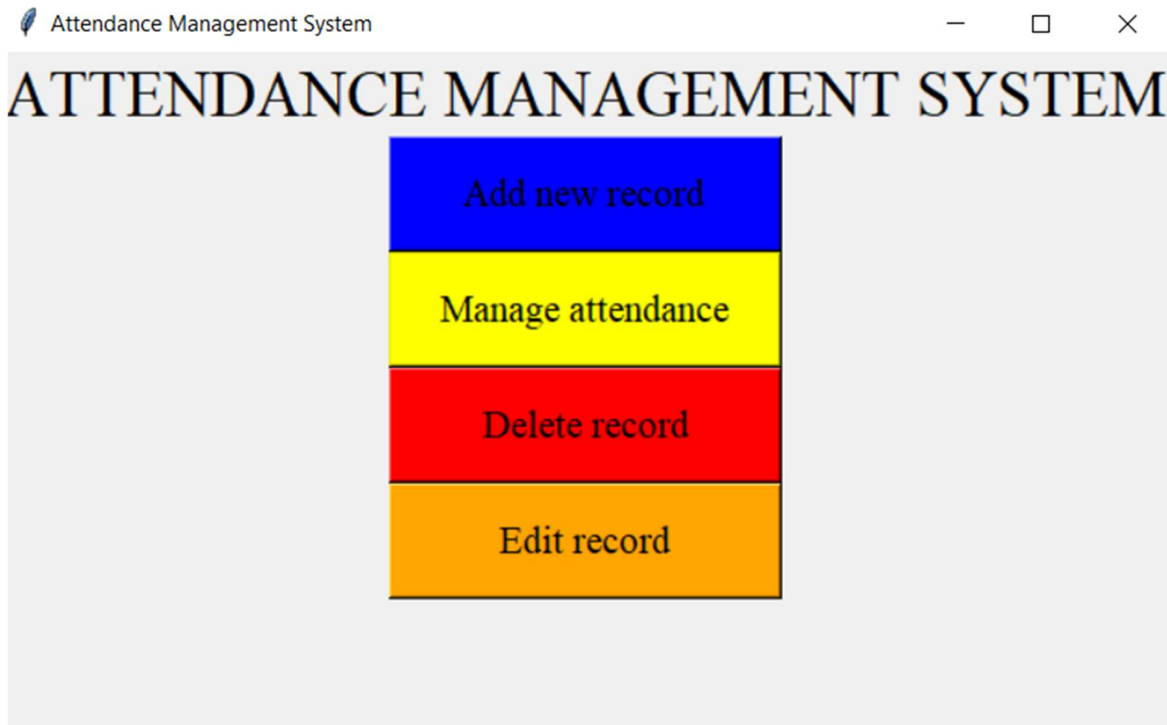 Attendance Management System
ATTENDANCE MANAGEMENT SYSTEM
Add new record
Manage attendance
Delete record
Edit record